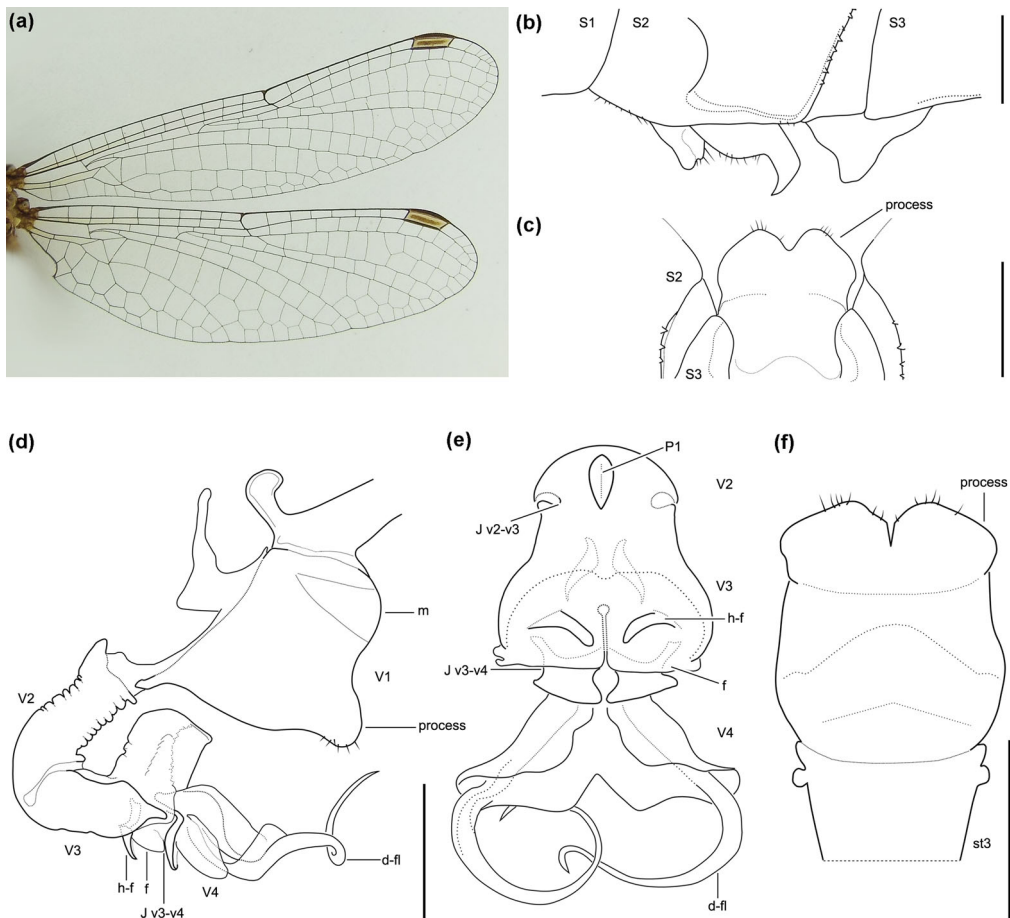 (a)
(b)
S1 S2 S3
(c)
process
S2
S3
(d)
m
V1
V2
process
V3
h-f f
J v3-v4
V4
d-fl
(e)
P1
V2
J v2-v3
V3
h-f
J v3-v4
f
V4
d-fl
(f)
process
st3